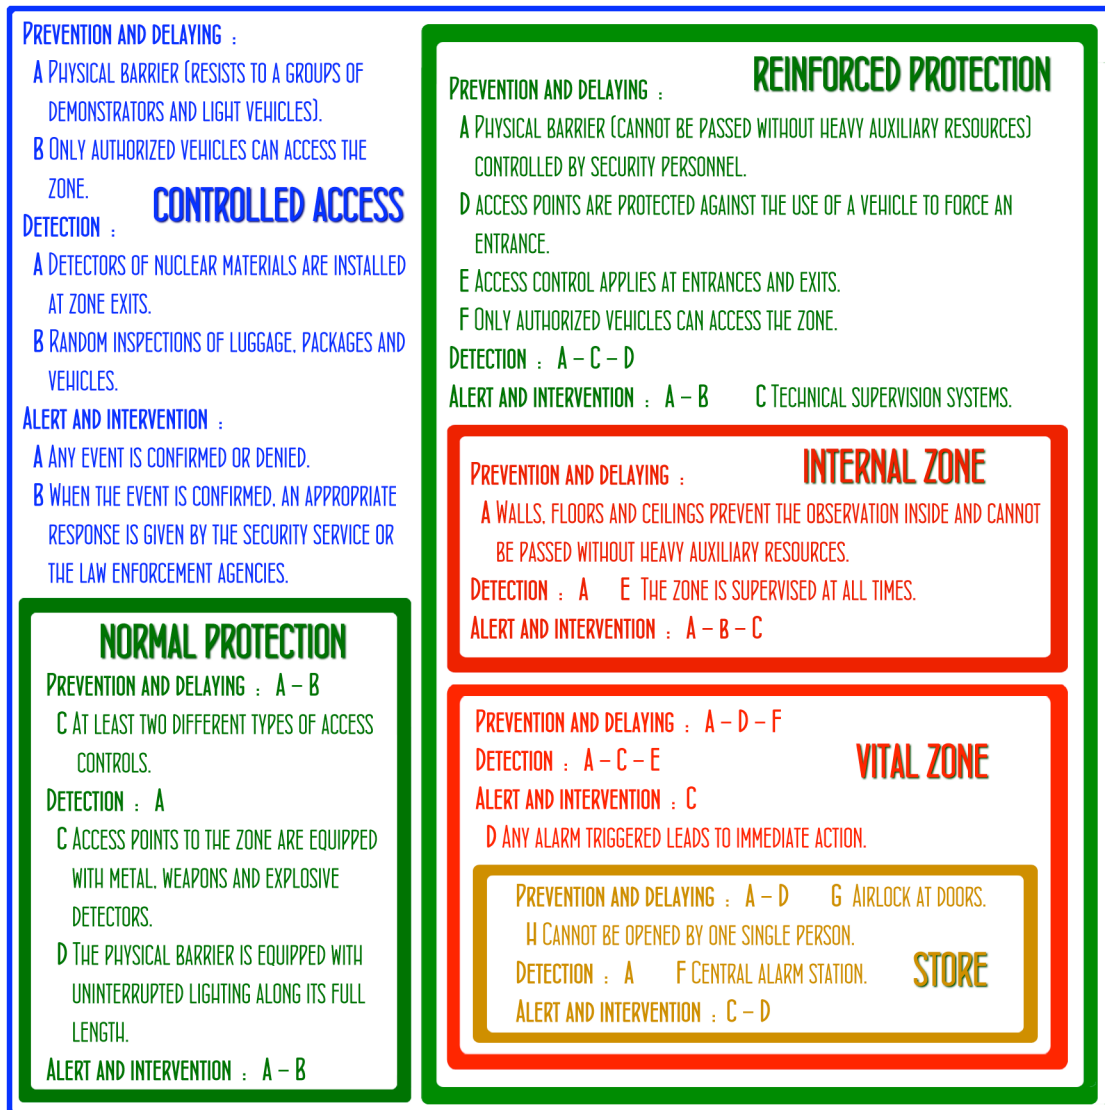 Prevention and delaying :
A Physical barrier (resists to a groups of
demonstrators and light vehicles).
B Only authorized vehicles can access the
zone.
CONTROLLED ACCESS
Detection :
A Detectors of nuclear materials are installed
at zone exits.
B Random inspections of luggage, packages and
vehicles.
Alert and intervention :
A Any event is confirmed or denied.
B When the event is confirmed, an appropriate
response is given by the security service or
the law enforcement agencies.
NORMAL PROTECTION
Prevention and delaying : A – B
C At least two different types of access
controls.
Detection : A
C Access points to the zone are equipped
with metal, weapons and explosive
detectors.
D The physical barrier is equipped with
uninterrupted lighting along its full
length.
Alert and intervention : A – B
REINFORCED PROTECTION
Prevention and delaying :
A Physical barrier (cannot be passed without heavy auxiliary resources)
controlled by security personnel.
D access points are protected against the use of a vehicle to force an
entrance.
E Access control applies at entrances and exits.
F Only authorized vehicles can access the zone.
Detection : A – C – D
Alert and intervention : A – B C Technical supervision systems.
INTERNAL ZONE
Prevention and delaying :
A Walls, floors and ceilings prevent the observation inside and cannot
be passed without heavy auxiliary resources.
Detection : A E The zone is supervised at all times.
Alert and intervention : A – B – C
Prevention and delaying : A – D – F
Detection : A – C – E
VITAL ZONE
Alert and intervention : C
D Any alarm triggered leads to immediate action.
Prevention and delaying : A – D G Airlock at doors.
H Cannot be opened by one single person.
Detection : A F Central alarm station.
STORE
Alert and intervention : C – D